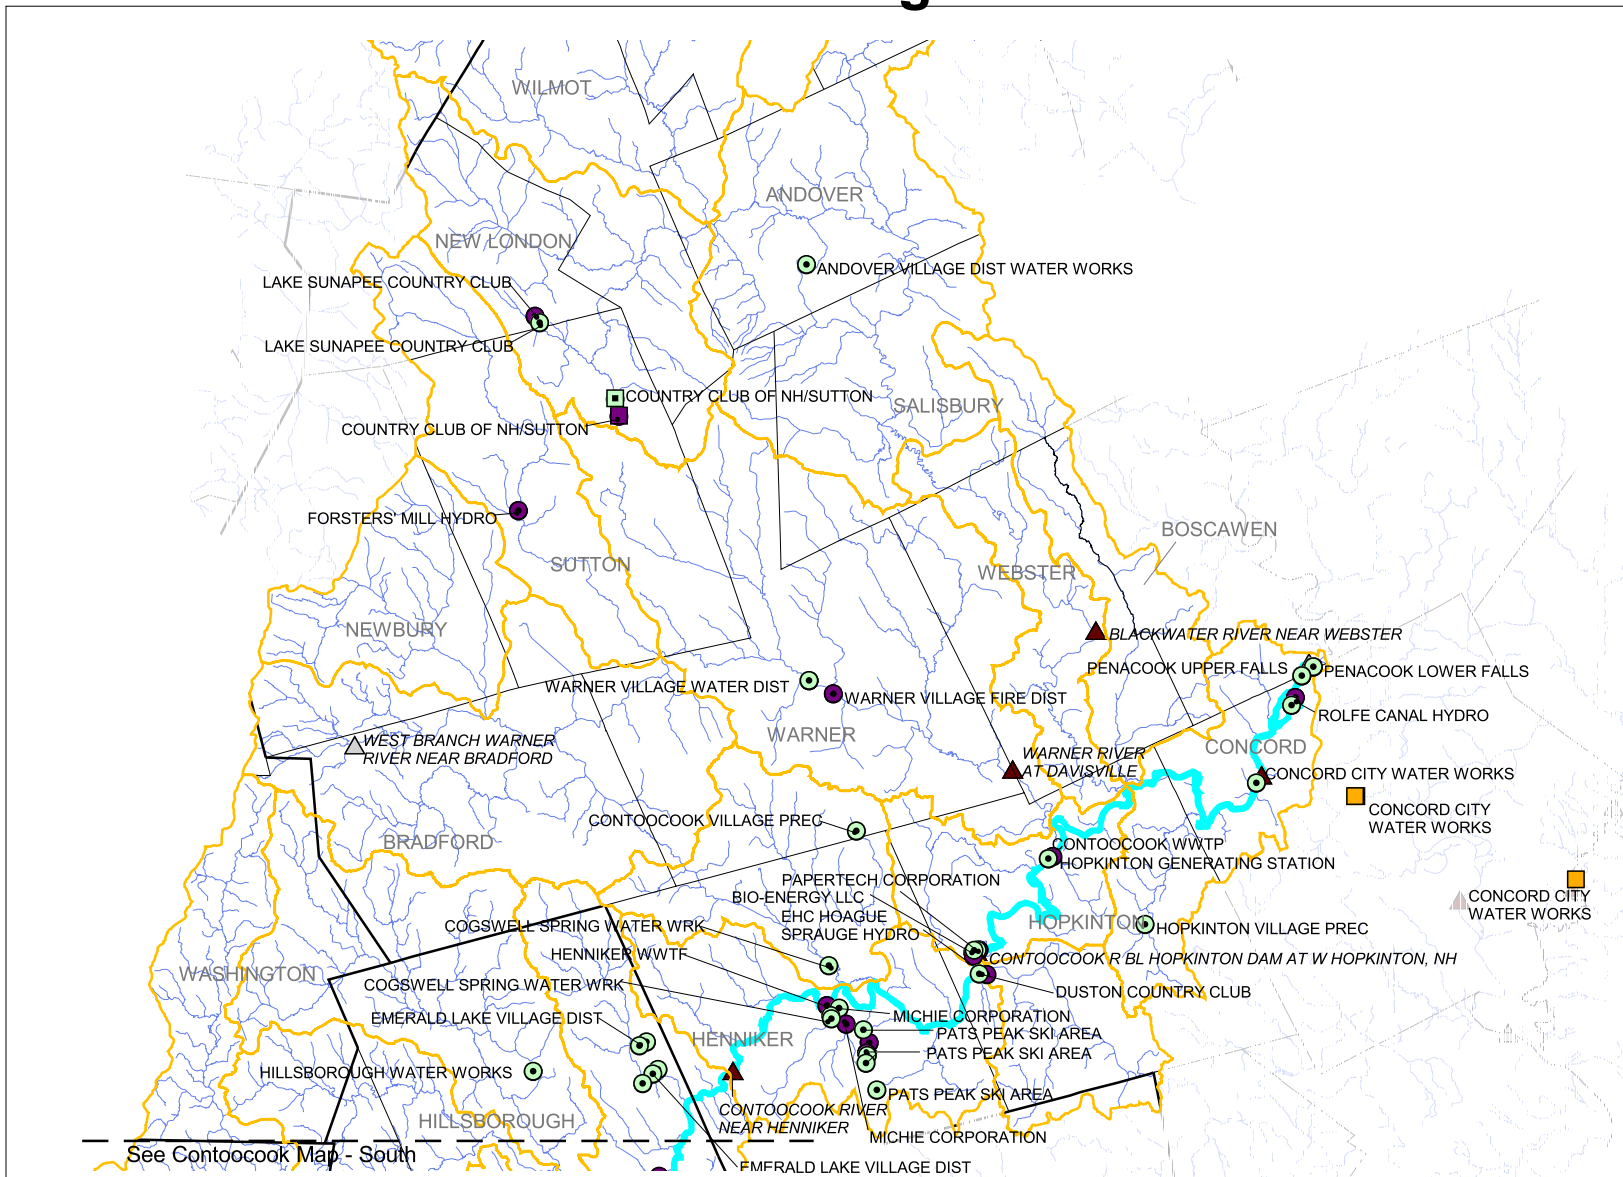 g
WILMOT
ANDOVER
NEW LONDON
ANDOVER VILLAGE DIST WATER WORKS
LAKE SUNAPEE COUNTRY CLUB
LAKE SUNAPEE COUNTRY CLUB
COUNTRY CLUB OF NH/SUTTON
SALISBURY
COUNTRY CLUB OF NH/SUTTON
FORSTERS' MILL HYDRO
BOSCAWEN
SUTTON
WEBSTER
NEWBURY
BLACKWATER RIVER NEAR WEBSTER
PENACOOK UPPER FALLS
PENACOOK LOWER FALLS
WARNER VILLAGE WATER DIST
WARNER VILLAGE FIRE DIST
ROLFE CANAL HYDRO
WARNER
WEST BRANCH WARNER
RIVER NEAR BRADFORD
CONCORD
WARNER RIVER
AT DAVISVILLE
CONCORD CITY WATER WORKS
CONCORD CITY
WATER WORKS
CONTOOCOOK VILLAGE PREC
BRADFORD
CONTOOCOOK WWTP
HOPKINTON GENERATING STATION
PAPERTECH CORPORATION
BIO-ENERGY LLC
CONCORD CITY
WATER WORKS
EHC HOAGUE
SPRAUGE HYDRO
HOPKINTON
COGSWELL SPRING WATER WRK
HOPKINTON VILLAGE PREC
HENNIKER WWTF
CONTOOCOOK R BL HOPKINTON DAM AT W HOPKINTON, NH
WASHINGTON
COGSWELL SPRING WATER WRK
DUSTON COUNTRY CLUB
EMERALD LAKE VILLAGE DIST
MICHIE CORPORATION
HENNIKER
PATS PEAK SKI AREA
PATS PEAK SKI AREA
HILLSBOROUGH WATER WORKS
PATS PEAK SKI AREA
CONTOOCOOK RIVER
NEAR HENNIKER
HILLSBOROUGH
MICHIE CORPORATION
See Contoocook Map - South
EMERALD LAKE VILLAGE DIST